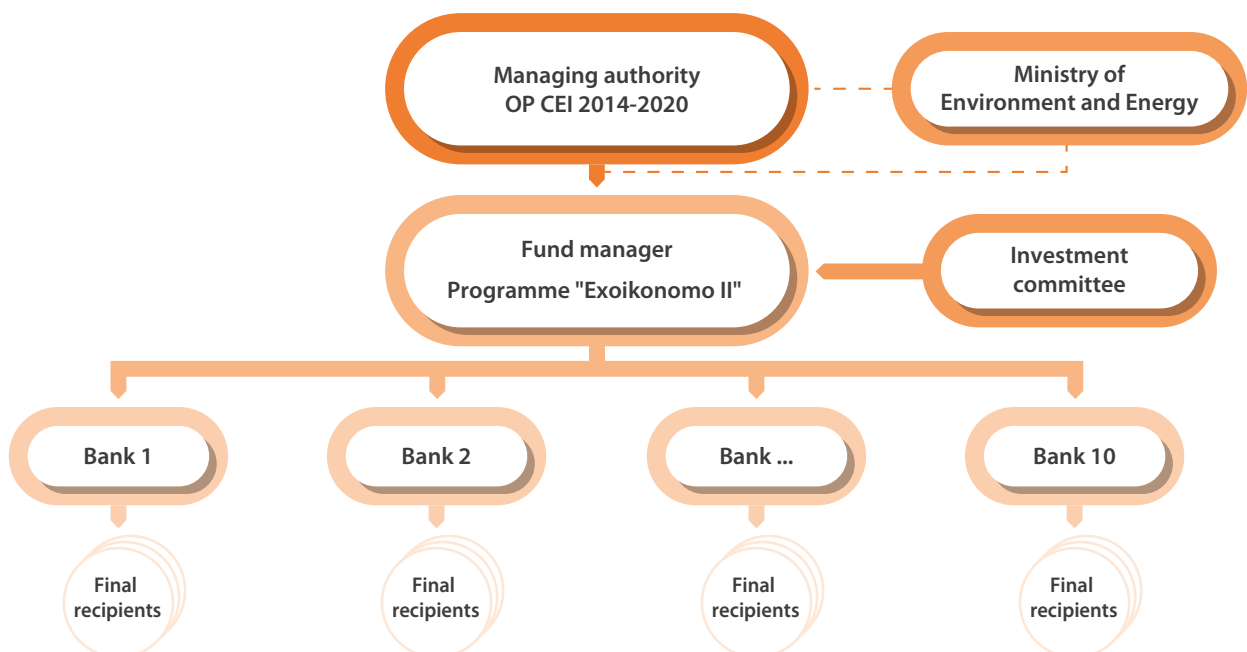 Managing authority
OP CEI 2014-2020
Ministry of
Environment and Energy
Fund manager
Programme "Exoikonomo II"
Investment
committee
Bank 1
Bank 2
Bank ...
Bank 10
Final
recipients
Final
recipients
Final
recipients
Final
recipients